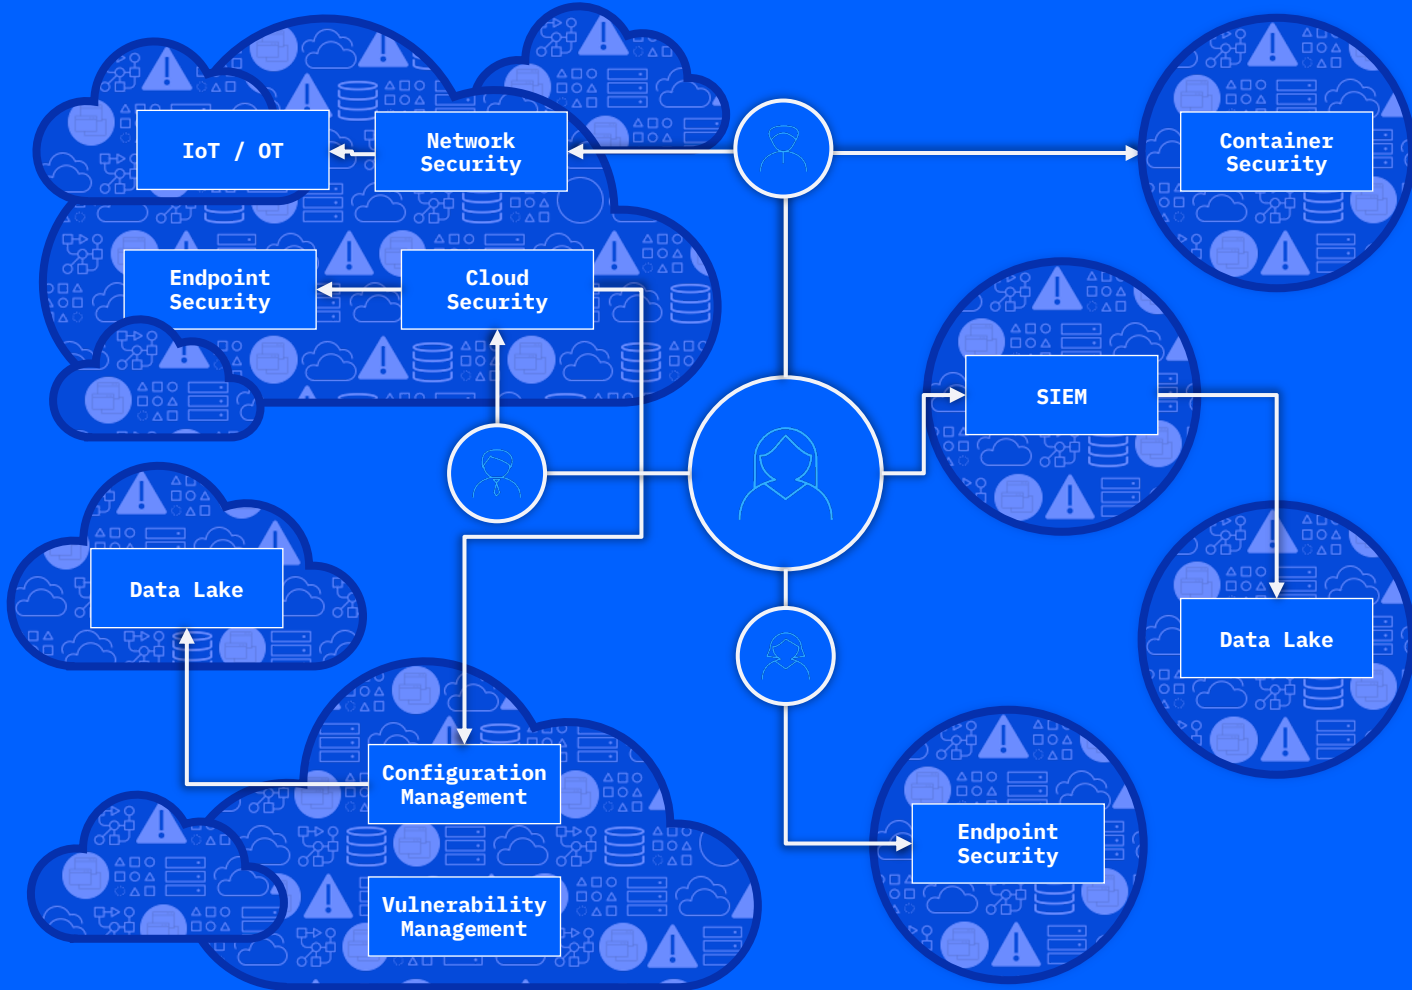 IoT / OT
Network
Security
Container
Security
Endpoint
Security
Cloud
Security
SIEM
Data Lake
Data Lake
Configuration
Management
Endpoint
Security
Vulnerability
Management